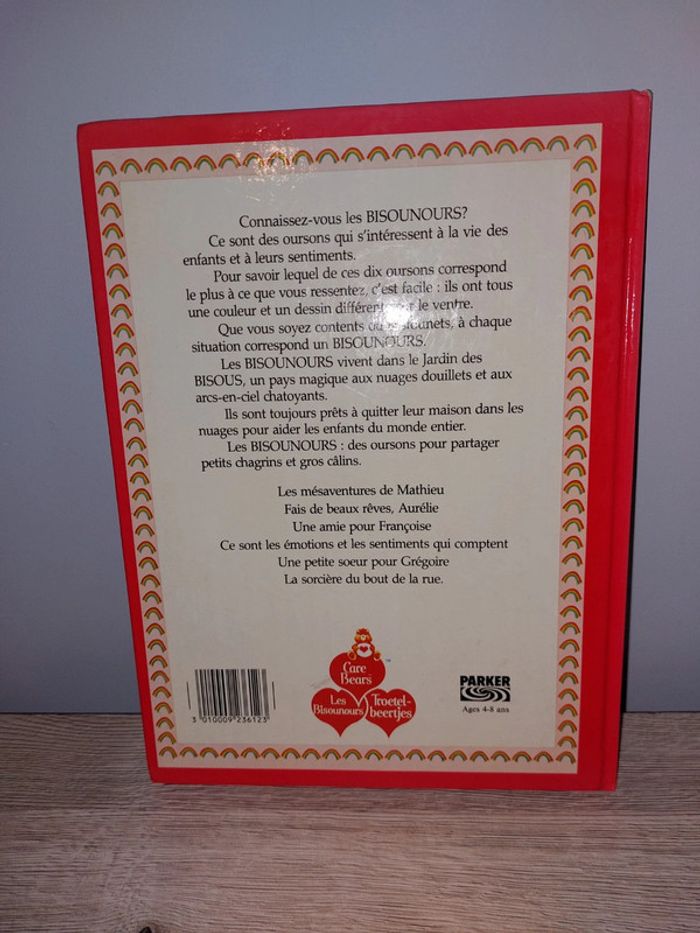 Connaissez-vous les BISOUNOURS?
Ce sont des oursons qui s'intéressent à la vie des
enfants et à leurs sentiments.
Pour savoir lequel de ces dix oursons correspond
le plus à ce que vous ressentez, c'est facile : ils ont tous
une couleur et un dessin différent sur le ventre.
Que vous soyez contents ou à chaque
situation correspond un BISOUNOURS.
Les BISOUNOURS vivent dans le Jardin des
BISOUS, un pays magique aux nuages douillets et aux
arcs-en-ciel chatoyants.
Ils sont toujours prêts à quitter leur maison dans les
nuages pour aider les enfants du monde entier.
Les BISOUNOURS : des oursons pour partager
petits chagrins et gros câlins.
Les mésaventures de Mathieu
Fais de beaux rêves, Aurélie
Une amie pour Françoise
Ce sont les émotions et les sentiments qui comptent
Une petite soeur pour Grégoire
La sorcière du bout de la rue.
Care
Bears™
Les
Bisounours
Troetel-
beertjes
PARKER
Ages 4-8 ans
3 010009 236123